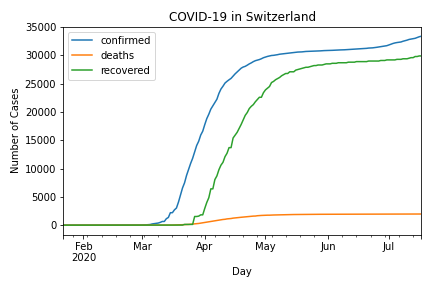 COVID-19 in Switzerland
confirmed
deaths
recovered
Number of Cases
35000
30000
25000
20000
15000
10000
5000
0
Feb Mar Apr May Jun Jul
2020
Day